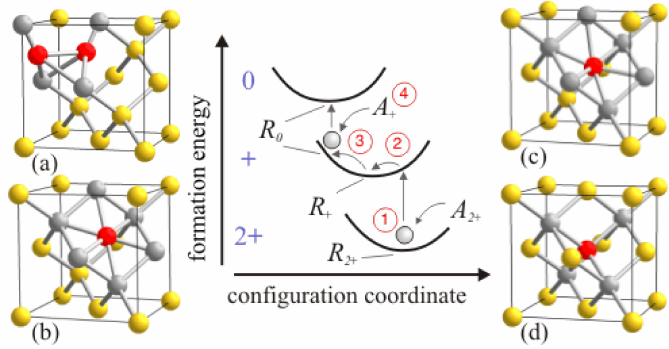 (a)
(b)
formation energy
configuration coordinate
0
+
2+
R0
R+
R2+
A+
A2+
4
3
2
1
(c)
(d)